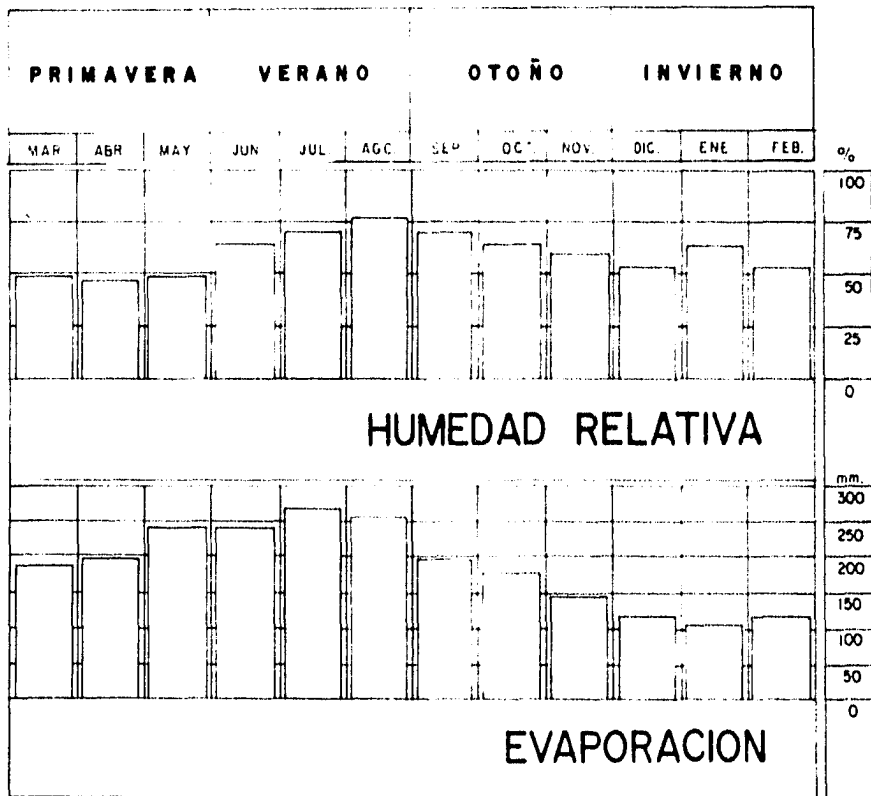 PRIMAVERA VERANO OTOÑO INVIERNO
MAR ABR MAY JUN JUL. AGO. SEP OCT. NOV. DIC. ENE FEB.
%
100
75
50
25
0
HUMEDAD RELATIVA
mm.
300
250
200
150
100
50
0
EVAPORACION